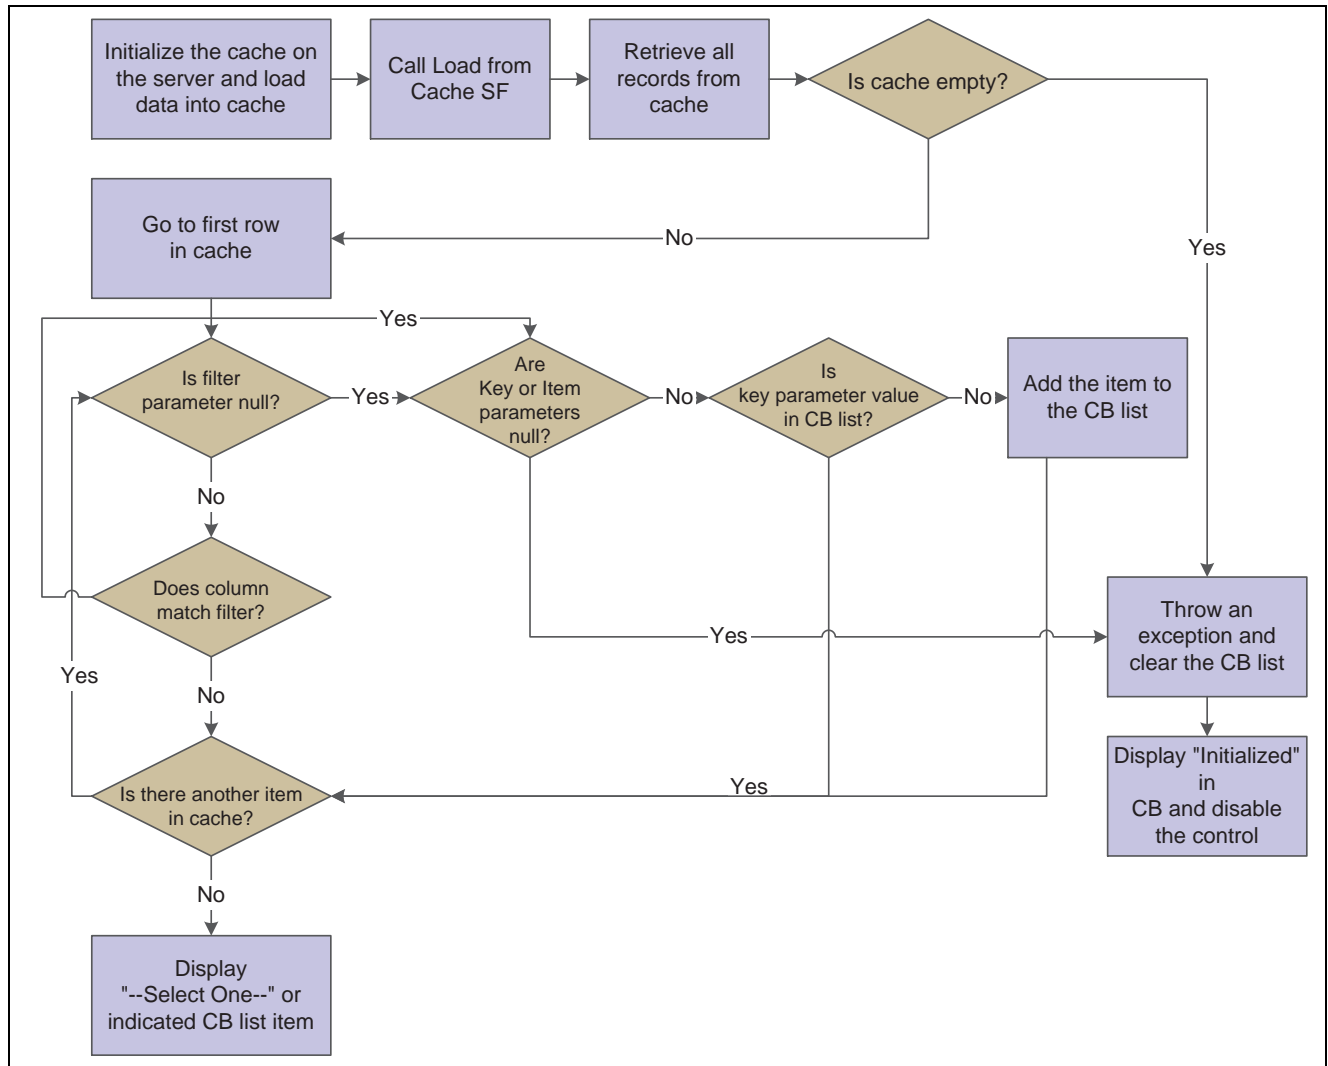 Initialize the cache on
the server and load
data into cache
Call Load from
Cache SF
Retrieve all
records from
cache
Is cache empty?
Go to first row
in cache
No
Yes
Yes
Is filter
parameter null?
Yes
Are
Key or Item
parameters
null?
No
Is
key parameter value
in CB list?
No
Add the item to
the CB list
No
Does column
match filter?
Yes
Throw an
exception and
clear the CB list
Yes
No
Is there another item
in cache?
Yes
Display "Initialized"
in
CB and disable
the control
No
Display
"--Select One--" or
indicated CB list item